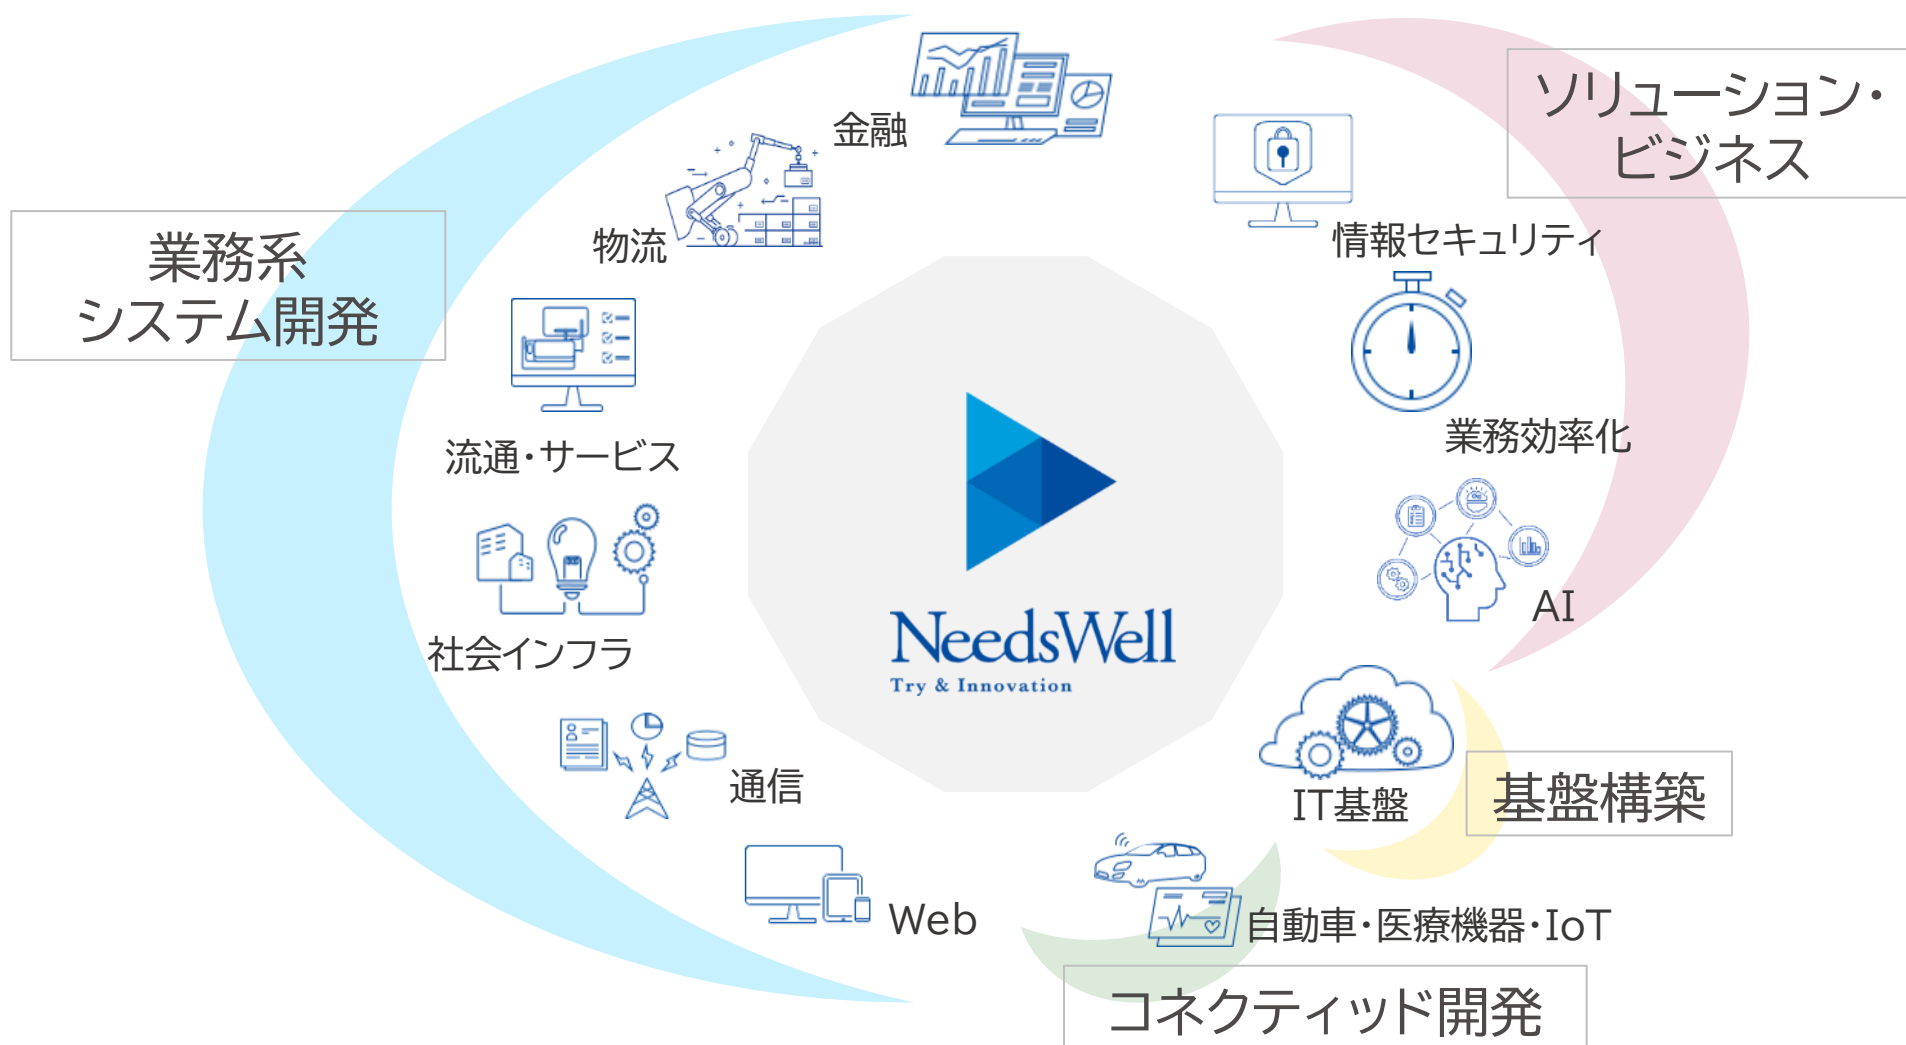 金融
物流
業務系
システム開発
流通・サービス
社会インフラ
通信
Web
ソリューション・
ビジネス
情報セキュリティ
業務効率化
AI
IT基盤
基盤構築
自動車・医療機器・IoT
コネクティッド開発
NeedsWell
Try & Innovation